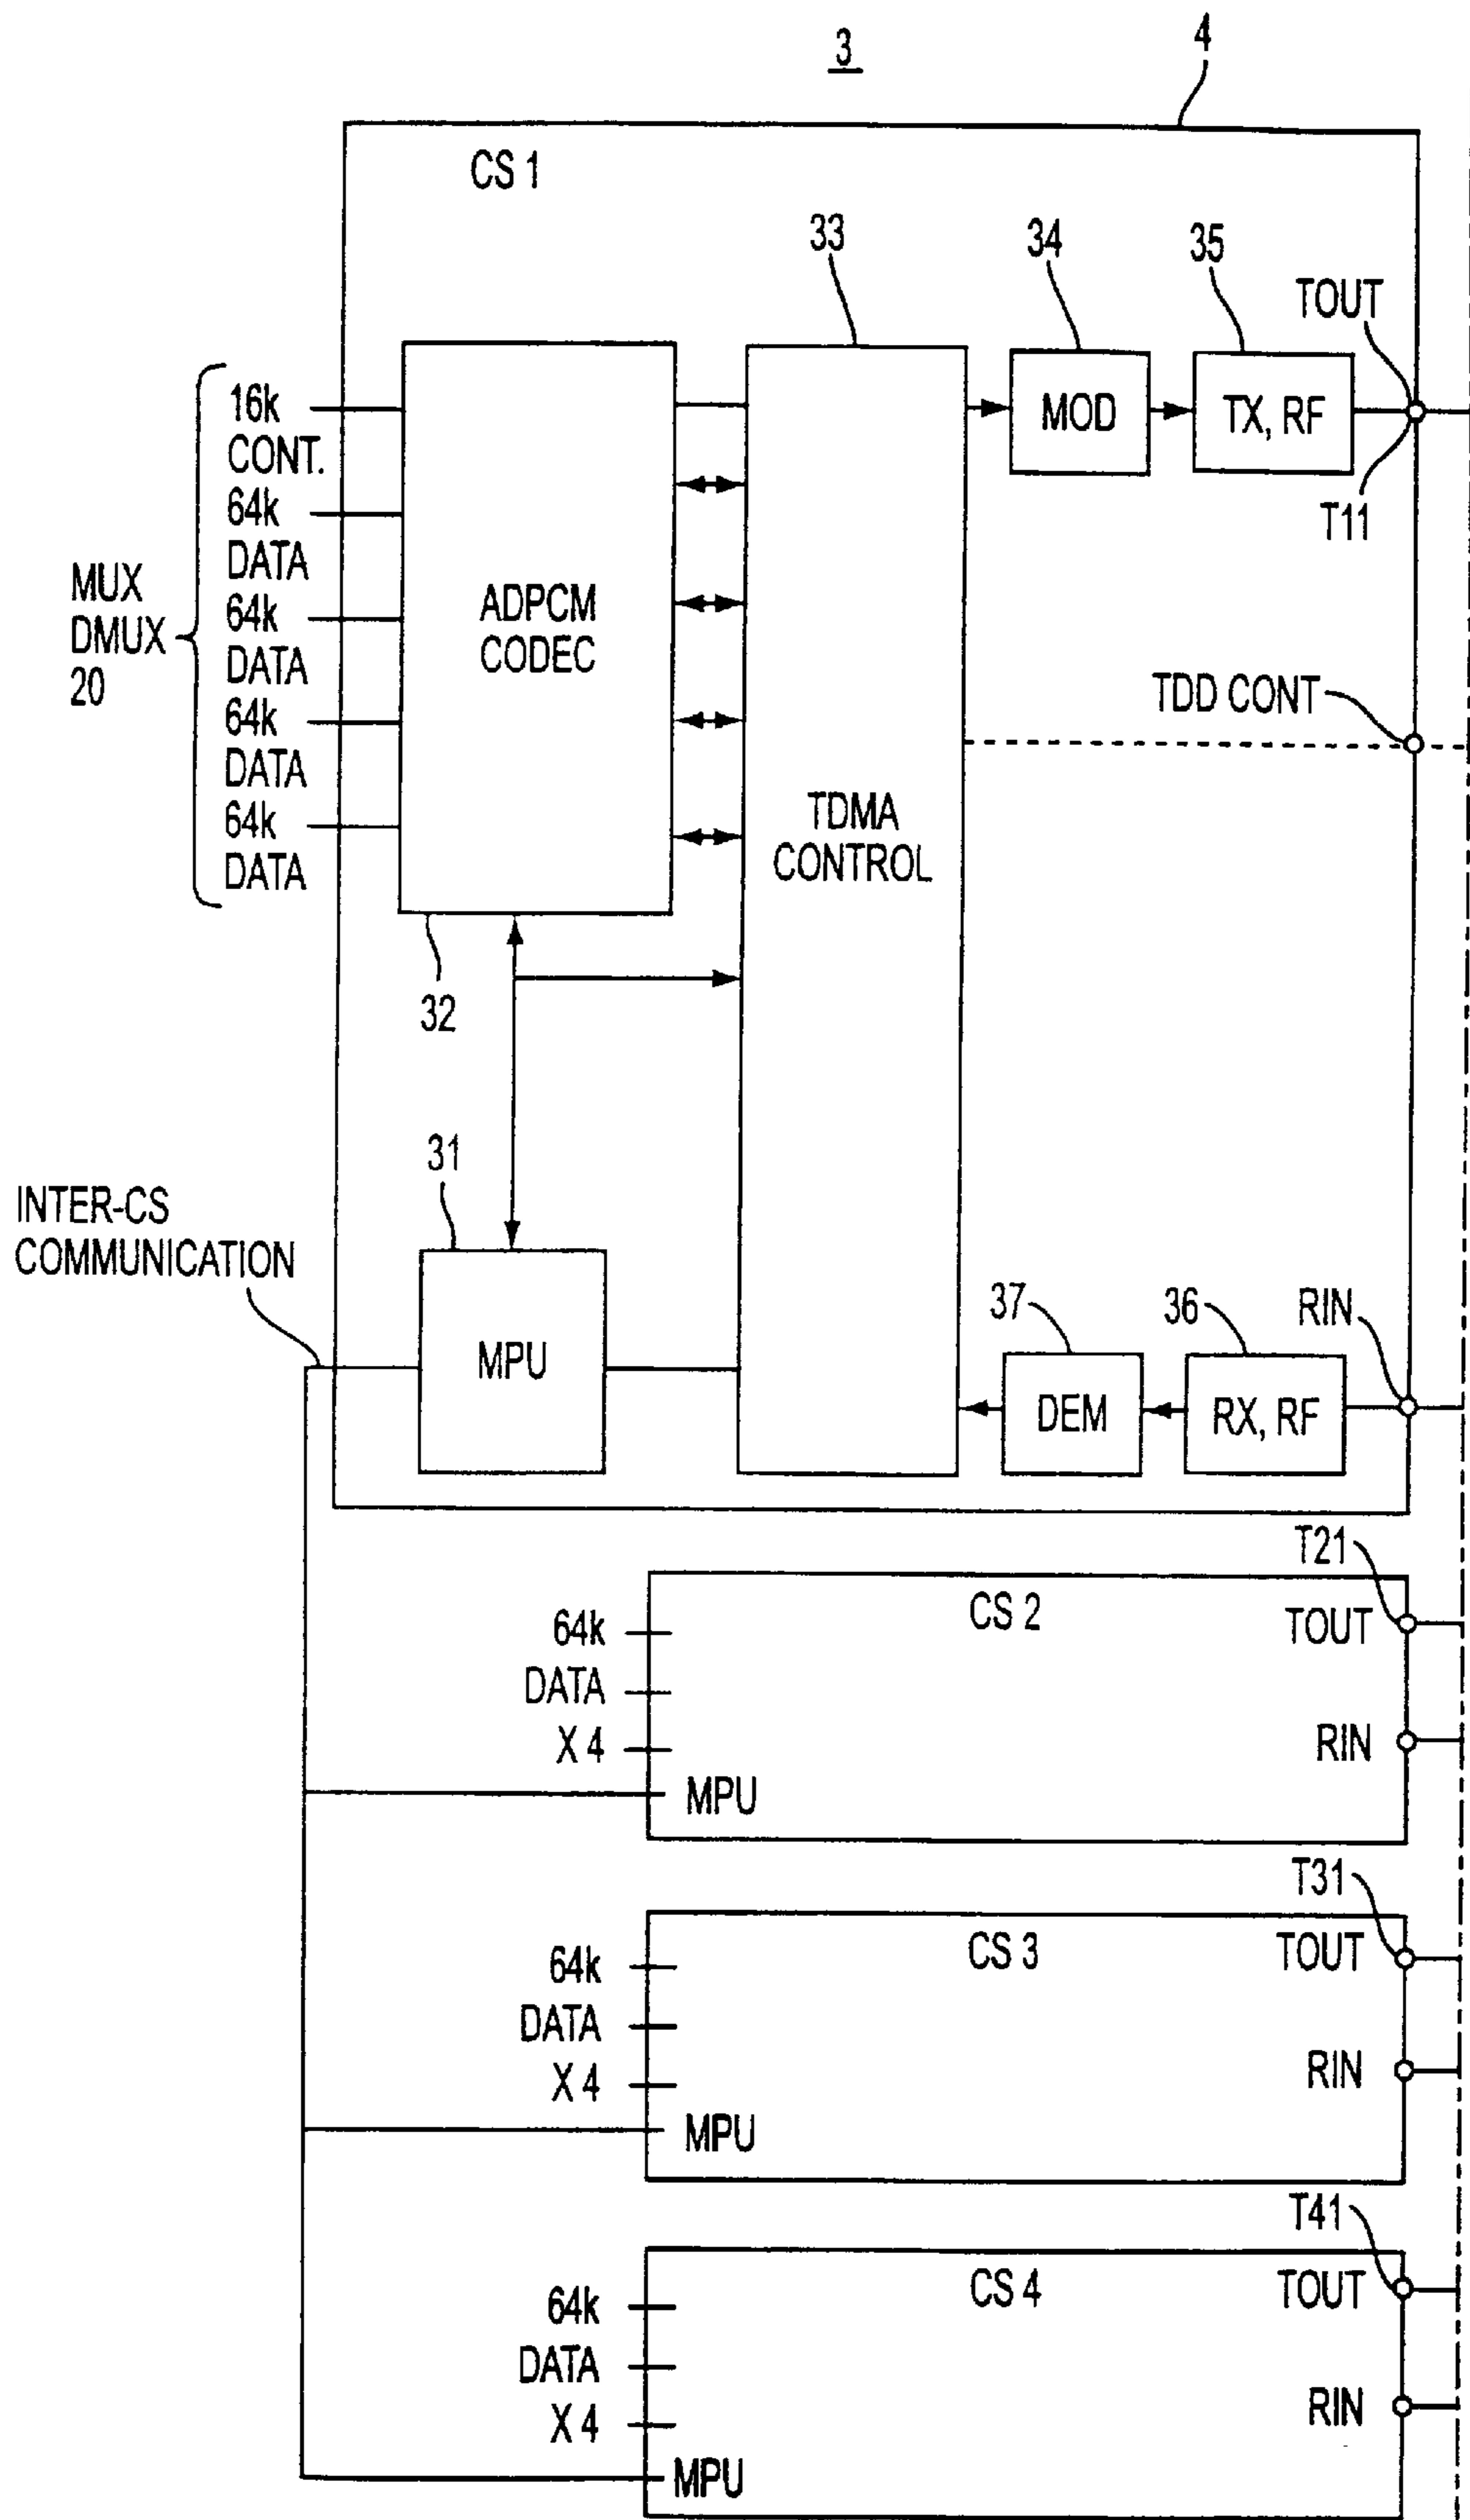 3
4
CS 1
33
34
35
TOUT
16k
CONT.
64k
DATA
64k
DATA
64k
DATA
64k
DATA
MUX
DMUX
20
ADPCM
CODEC
MOD
TX, RF
T11
TDD CONT
TDMA
CONTROL
32
31
INTER-CS
COMMUNICATION
MPU
37
36
RIN
DEM
RX, RF
T21
CS 2
TOUT
64k
DATA
X 4
RIN
MPU
T31
CS 3
TOUT
64k
DATA
X 4
RIN
MPU
T41
CS 4
TOUT
64k
DATA
X 4
RIN
MPU